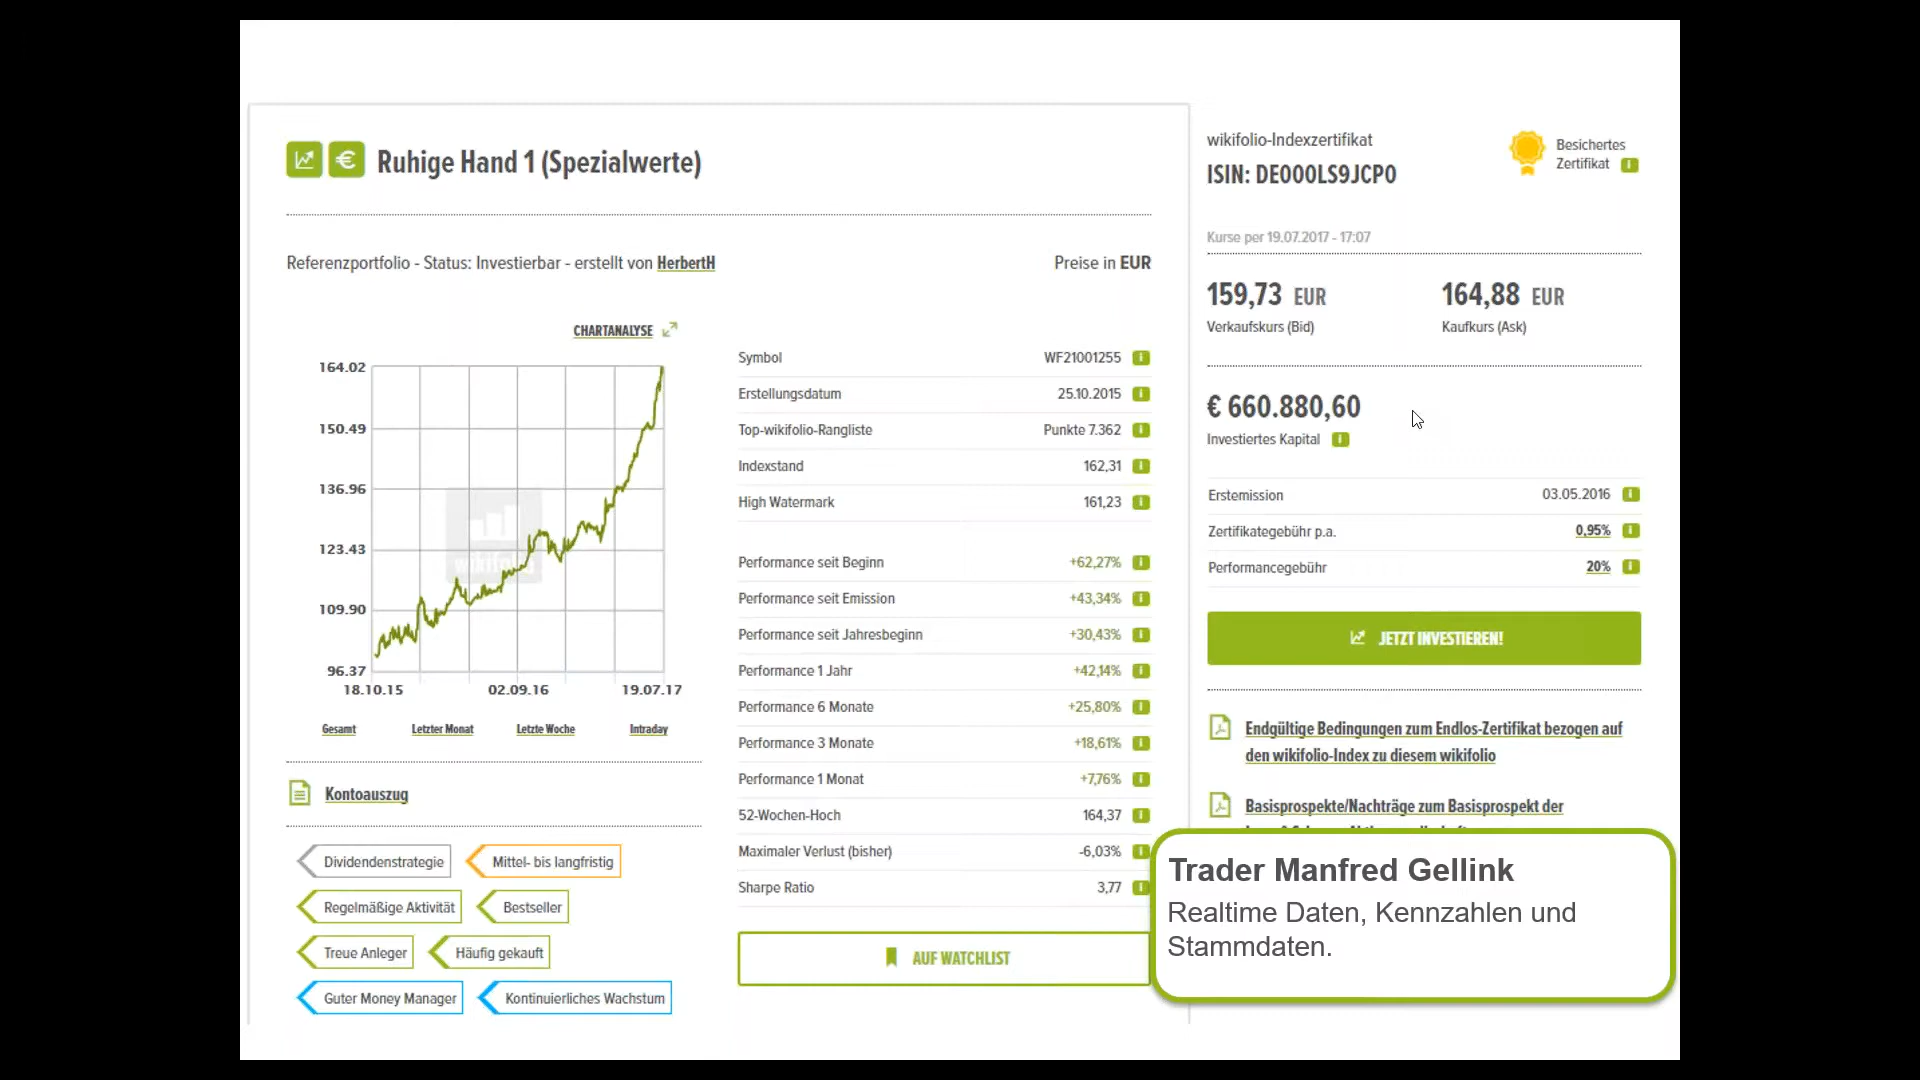 Ruhige Hand 1 (Spezialwerte)
Referenzportfolio - Status: Investierbar - erstellt von HerbertH
Preise in EUR
CHARTANALYSE
164.02
150.49
136.96
123.43
109.90
96.37
18.10.15 02.09.16 19.07.17
wikifolio
Gesamt Letzter Monat Letzte Woche Intraday
Kontoauszug
Dividendenstrategie Mittel- bis langfristig
Regelmäßige Aktivität Bestseller
Treue Anleger Häufig gekauft
Guter Money Manager Kontinuierliches Wachstum
Symbol WF21001255
Erstellungsdatum 25.10.2015
Top-wikifolio-Rangliste Punkte 7.362
Indexstand 162,31
High Watermark 161,23
Performance seit Beginn +62,27%
Performance seit Emission +43,34%
Performance seit Jahresbeginn +30,43%
Performance 1 Jahr +42,14%
Performance 6 Monate +25,80%
Performance 3 Monate +18,61%
Performance 1 Monat +7,76%
52-Wochen-Hoch 164,37
Maximaler Verlust (bisher) -6,03%
Sharpe Ratio 3,77
AUF WATCHLIST
wikifolio-Indexzertifikat
ISIN: DE000LS9JCP0
Besichertes
Zertifikat
Kurse per 19.07.2017 - 17:07
159,73 EUR 164,88 EUR
Verkaufskurs (Bid) Kaufkurs (Ask)
€ 660.880,60
Investiertes Kapital
Erstemission 03.05.2016
Zertifikategebühr p.a. 0,95%
Performancegebühr 20%
JETZT INVESTIEREN!
Endgültige Bedingungen zum Endlos-Zertifikat bezogen auf
den wikifolio-Index zu diesem wikifolio
Basisprospekte/Nachträge zum Basisprospekt der
Trader Manfred Gellink
Realtime Daten, Kennzahlen und
Stammdaten.